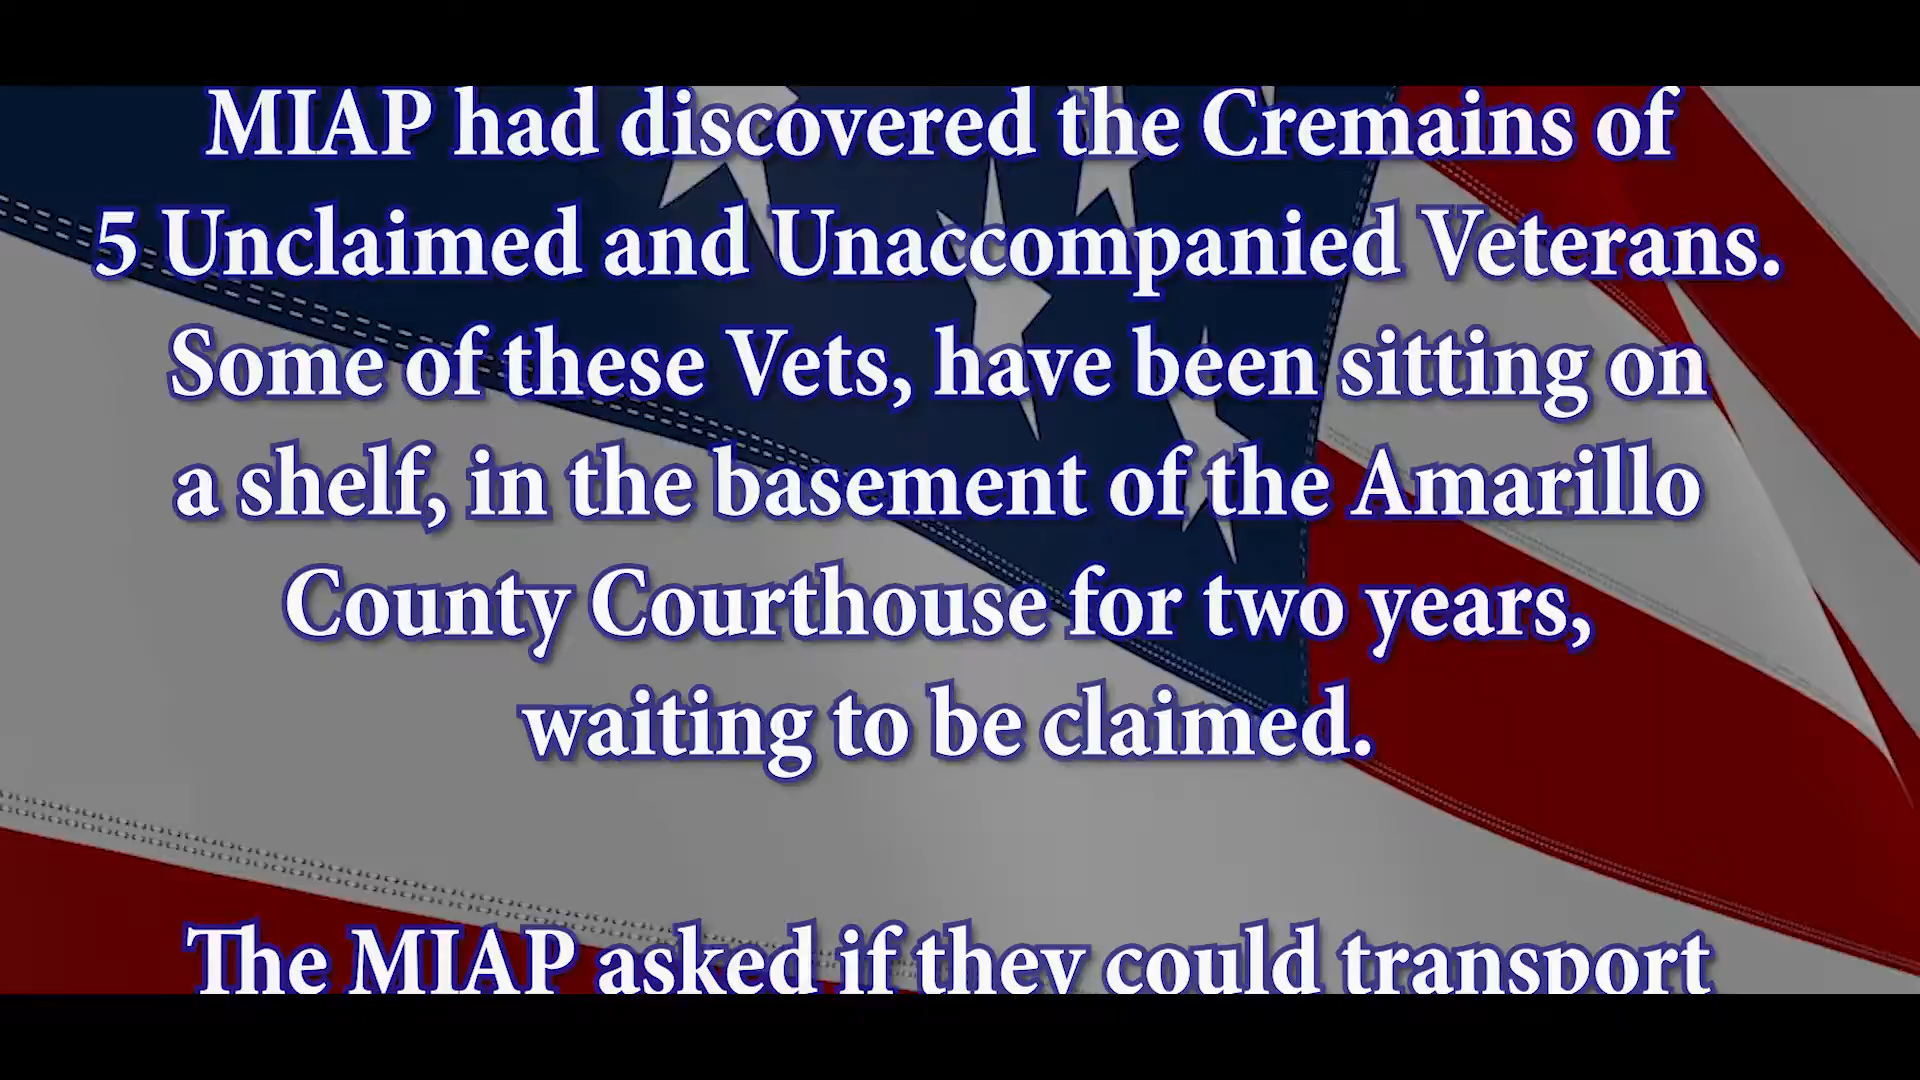 MIAP had discovered the Cremains of
5 Unclaimed and Unaccompanied Veterans.
Some of these Vets, have been sitting on
a shelf, in the basement of the Amarillo
County Courthouse for two years,
waiting to be claimed.
The MIAP asked if they could transport